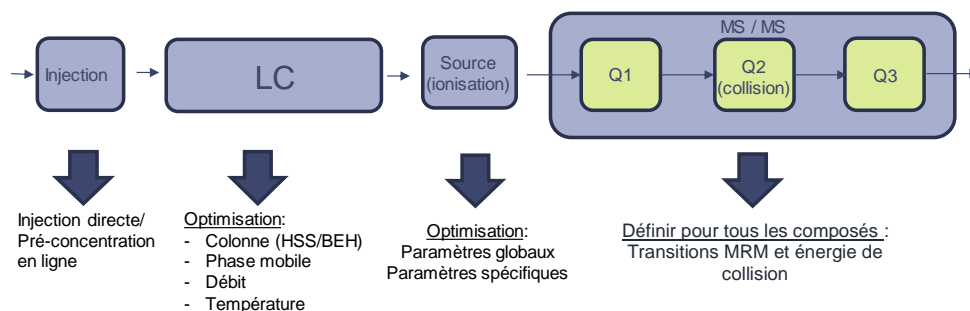 MS / MS
Injection
LC
Source
(ionisation)
Q1
Q2
(collision)
Q3
Injection directe/
Pré-concentration
en ligne
Optimisation:
- Colonne (HSS/BEH)
- Phase mobile
- Débit
- Température
Optimisation:
Paramètres globaux
Paramètres spécifiques
Définir pour tous les composés :
Transitions MRM et énergie de
collision